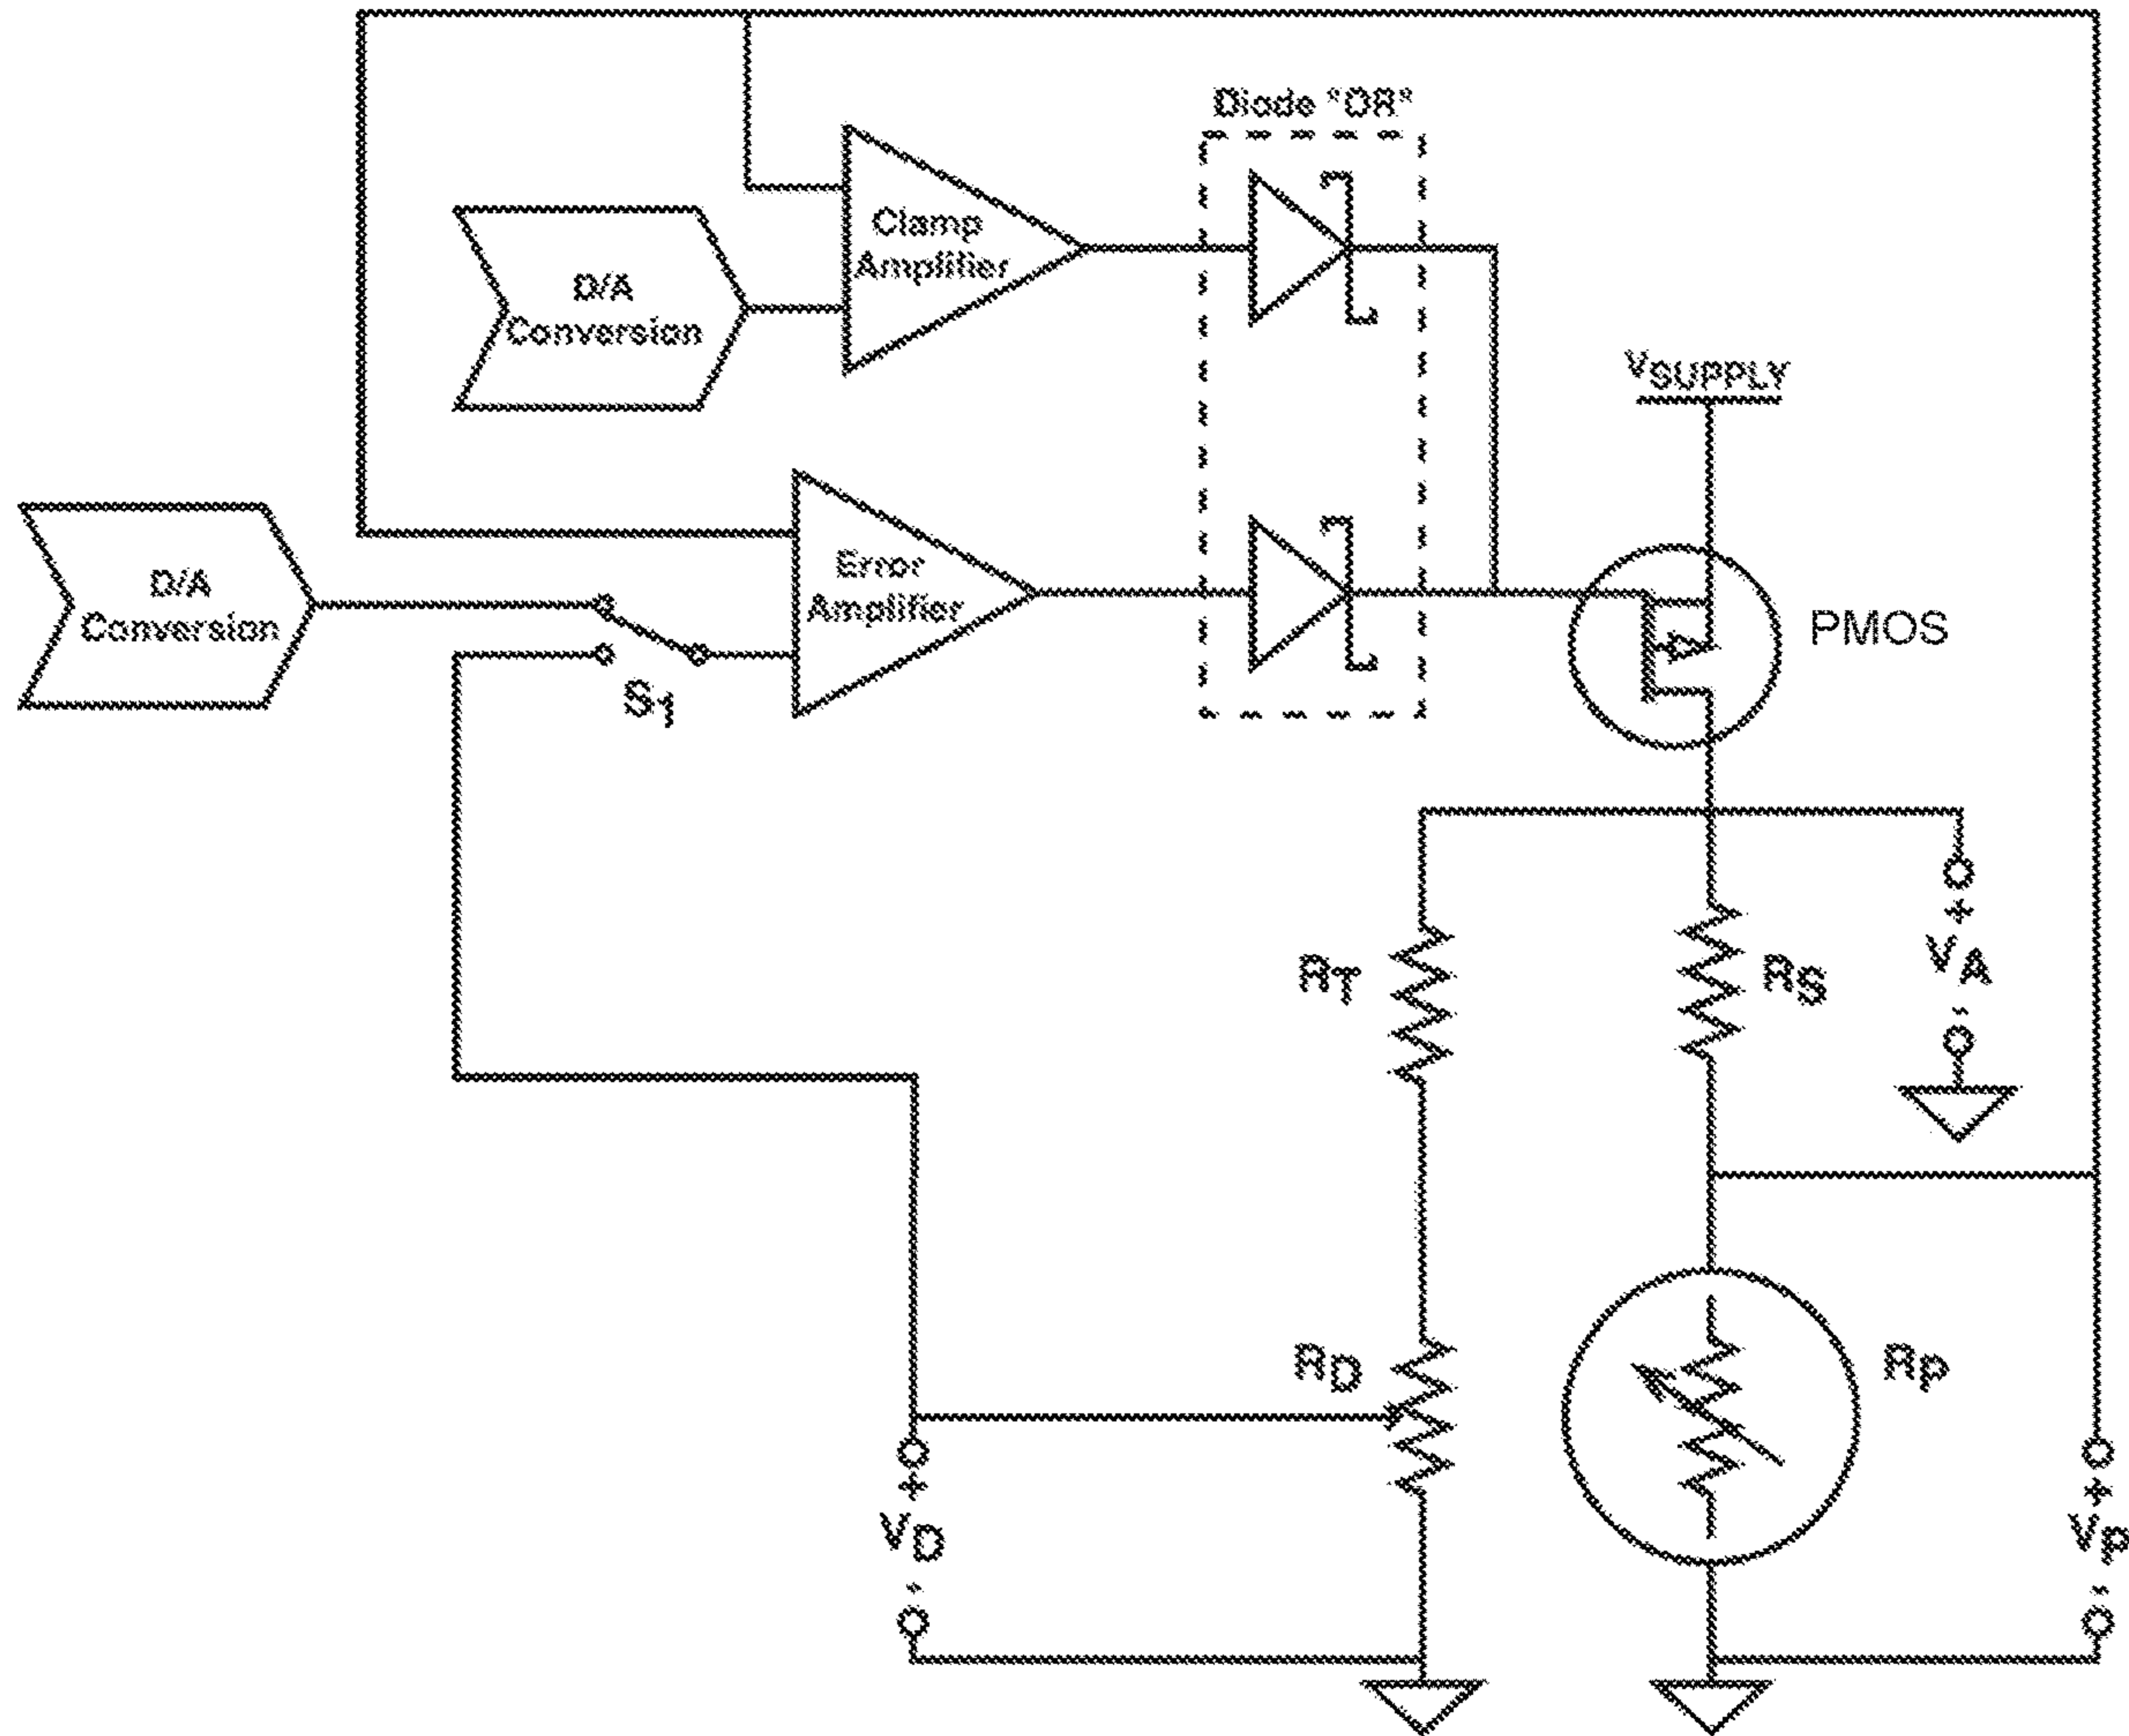 Diode "OR"
Clamp
Amplifier
D/A
Conversion
VSUPPLY
D/A
Conversion
Error
Amplifier
PMOS
S1
RT
RS
+
VA
-
RD
RP
+
VD
-
+
VP
-